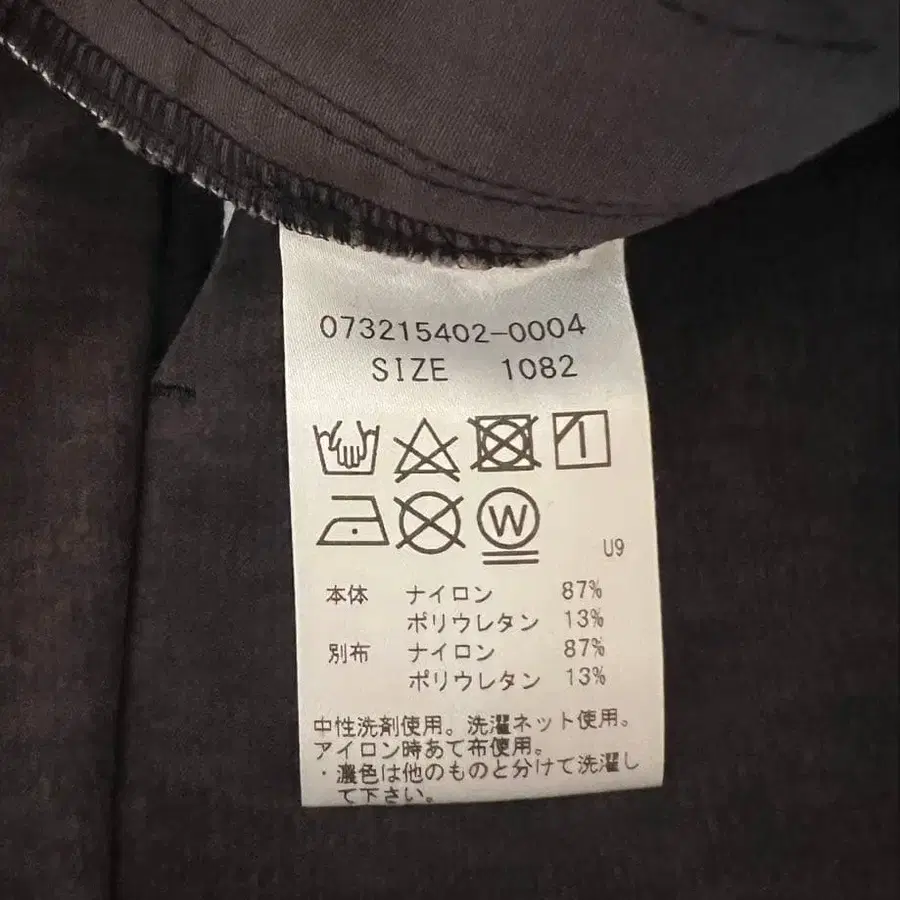 073215402-0004
SIZE 1082
W
U9
本体 ナイロン 87%
ポリウレタン 13%
別布 ナイロン 87%
ポリウレタン 13%
中性洗剤使用。洗濯ネット使用。
アイロン時あて布使用。
・濃色は他のものと分けて洗濯し
て下さい。